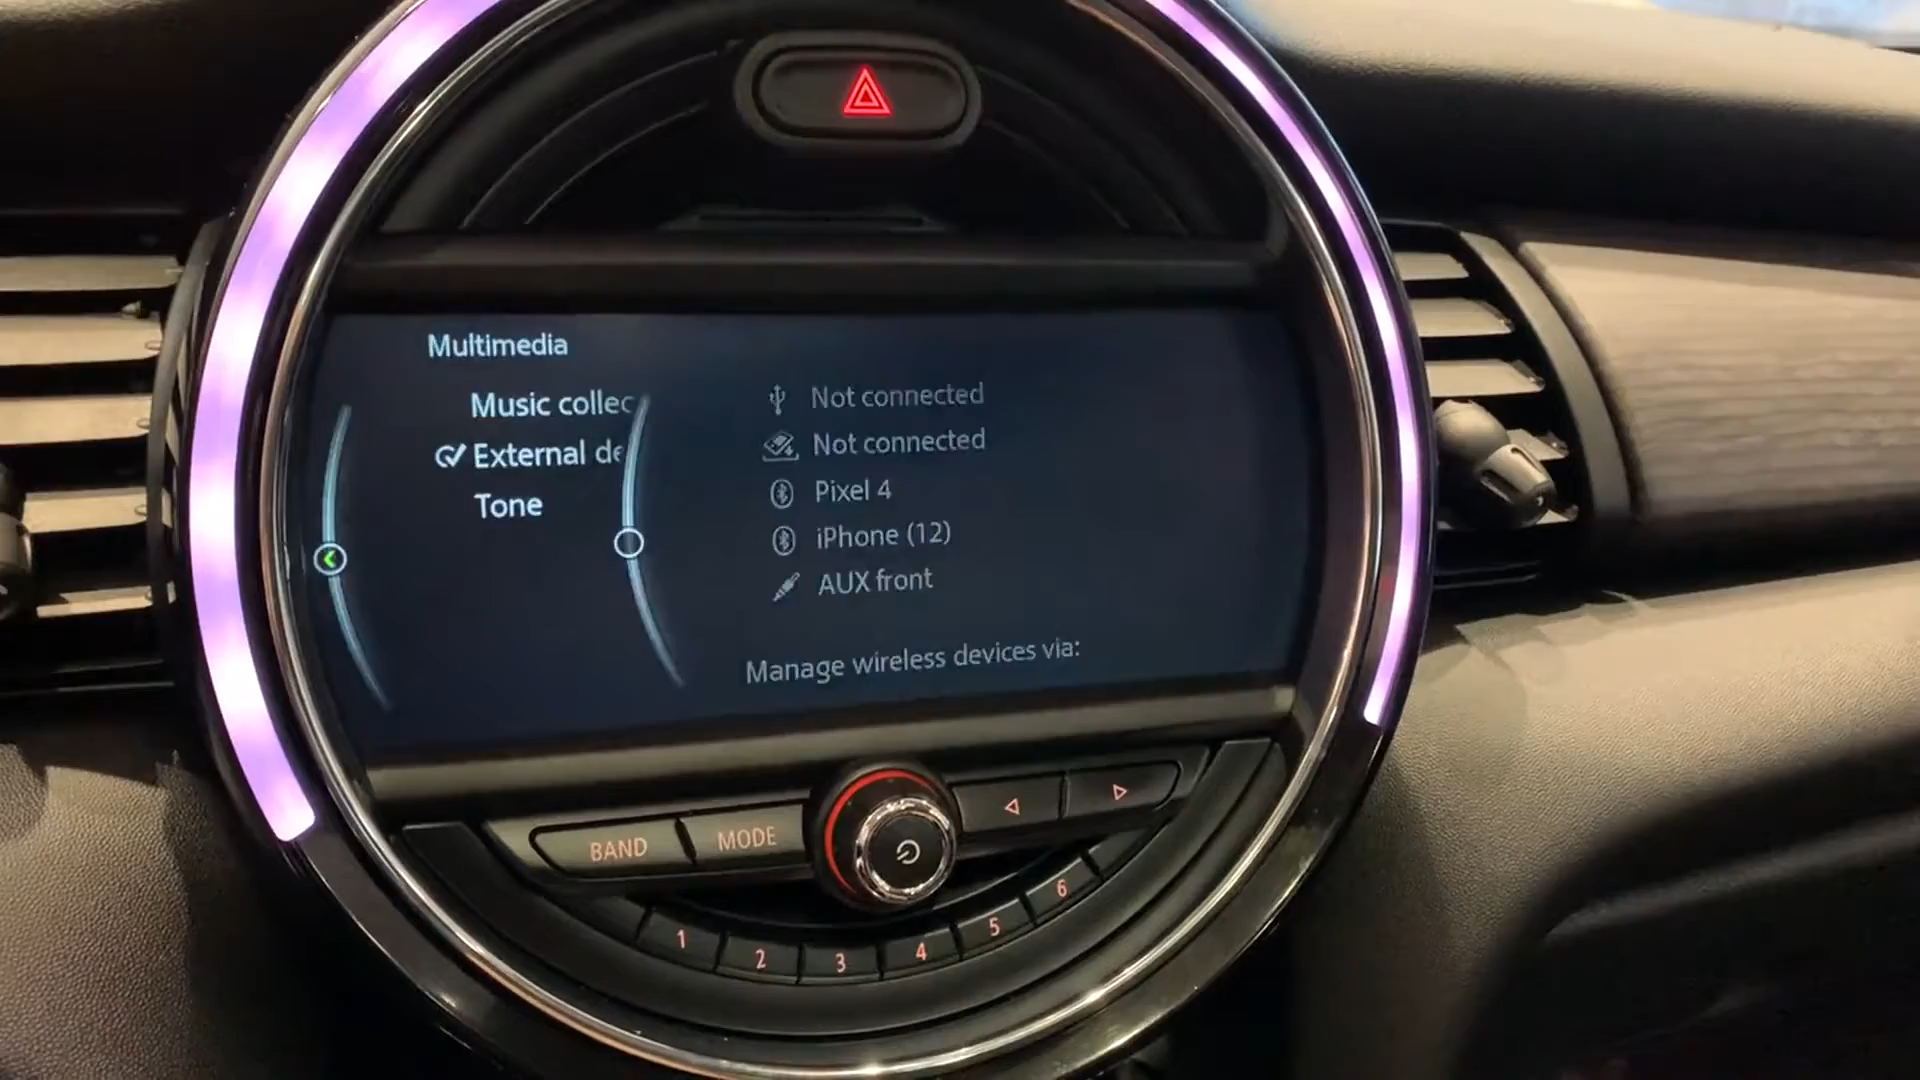 Multimedia
Music collec
External de
Tone
Not connected
Not connected
Pixel 4
iPhone (12)
AUX front
Manage wireless devices via:
BAND
MODE
1
2
3
4
5
6